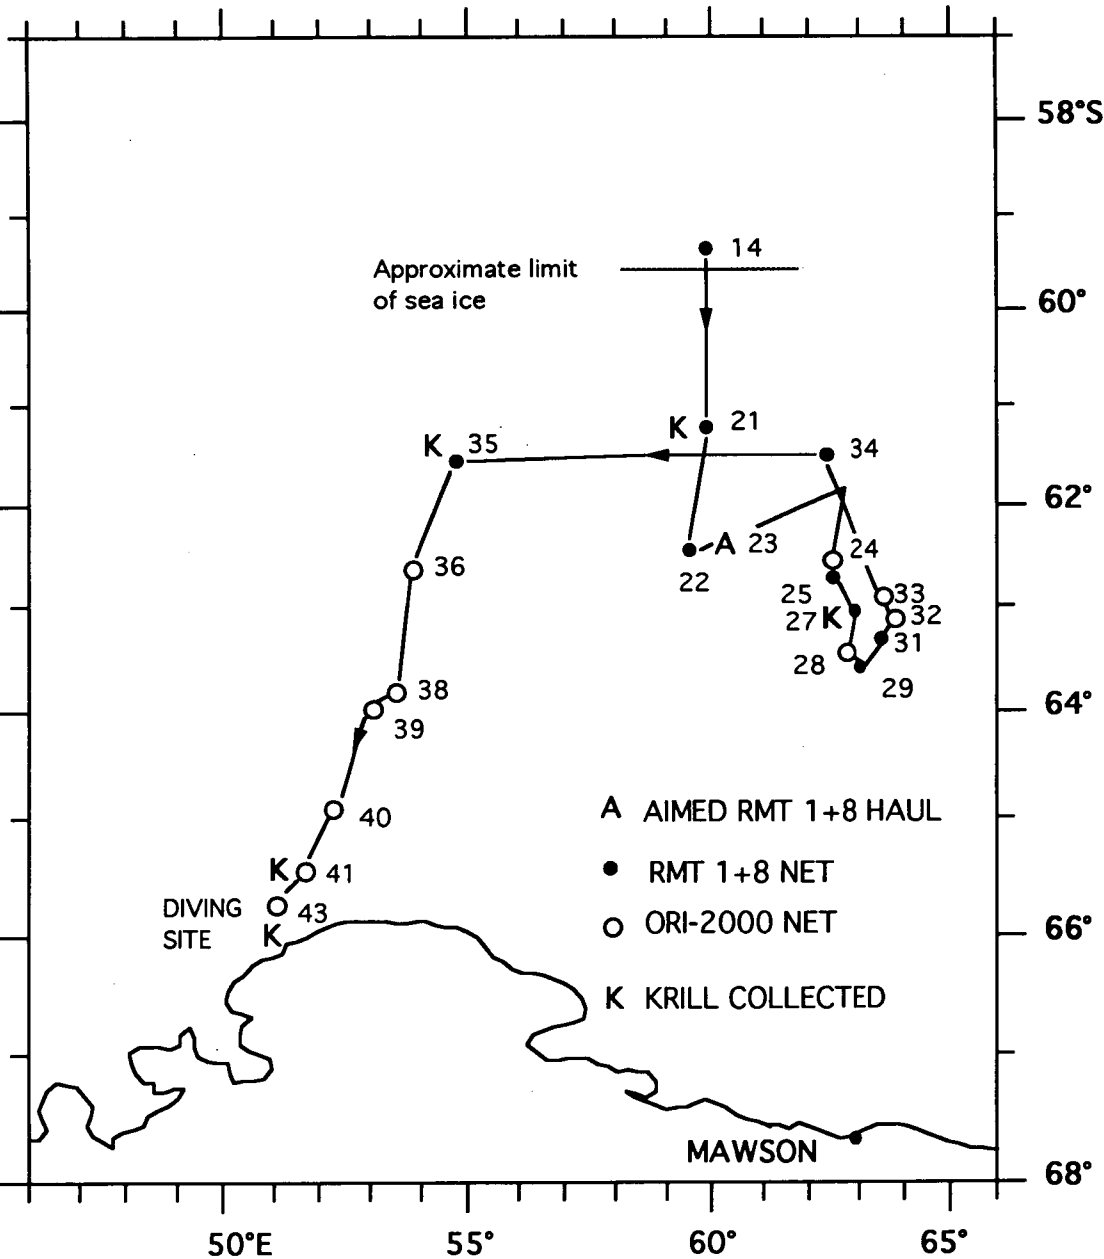 58°S
14
Approximate limit
of sea ice
60°
K
21
K
35
34
62°
A
23
24
36
22
25
33
27
K
32
31
28
29
38
64°
39
A
AIMED RMT 1+8 HAUL
40
K
41
RMT 1+8 NET
DIVING
SITE
43
ORI-2000 NET
K
66°
K
KRILL COLLECTED
MAWSON
68°
50°E
55°
60°
65°